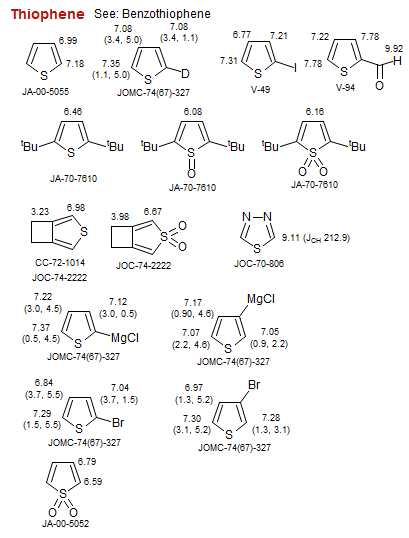 Thiophene See: Benzothiophene
6.99
7.18
S
JA-00-5055
7.08 7.08
(3.4, 5.0) (3.4, 1.1)
7.35
(1.1, 5.0)
S D
JOMC-74(67)-327
6.77 7.21
7.31
S I
V-49
7.22 7.78
7.78
9.92
S H
O
V-94
6.46
tBu S tBu
JA-70-7610
6.08
tBu S tBu
O
JA-70-7610
6.16
tBu S tBu
O O
JA-70-7610
3.23 6.98
S
CC-72-1014
JOC-74-2222
3.98 6.67
S O
O
JOC-74-2222
N N
S
9.11 (JCH 212.9)
JOC-70-806
7.22 7.12
(3.0, 4.5) (3.0, 0.5)
7.37
(0.5, 4.5)
S MgCl
JOMC-74(67)-327
7.17 MgCl
(0.90, 4.6)
7.07 7.05
(2.2, 4.6) (0.9, 2.2)
S
JOMC-74(67)-327
6.84 7.04
(3.7, 5.5) (3.7, 1.5)
7.29
(1.5, 5.5)
S Br
JOMC-74(67)-327
6.97 Br
(1.3, 5.2)
7.30 7.28
(3.1, 5.2) (1.3, 3.1)
S
JOMC-74(67)-327
6.79
6.59
S
O O
JA-00-5052